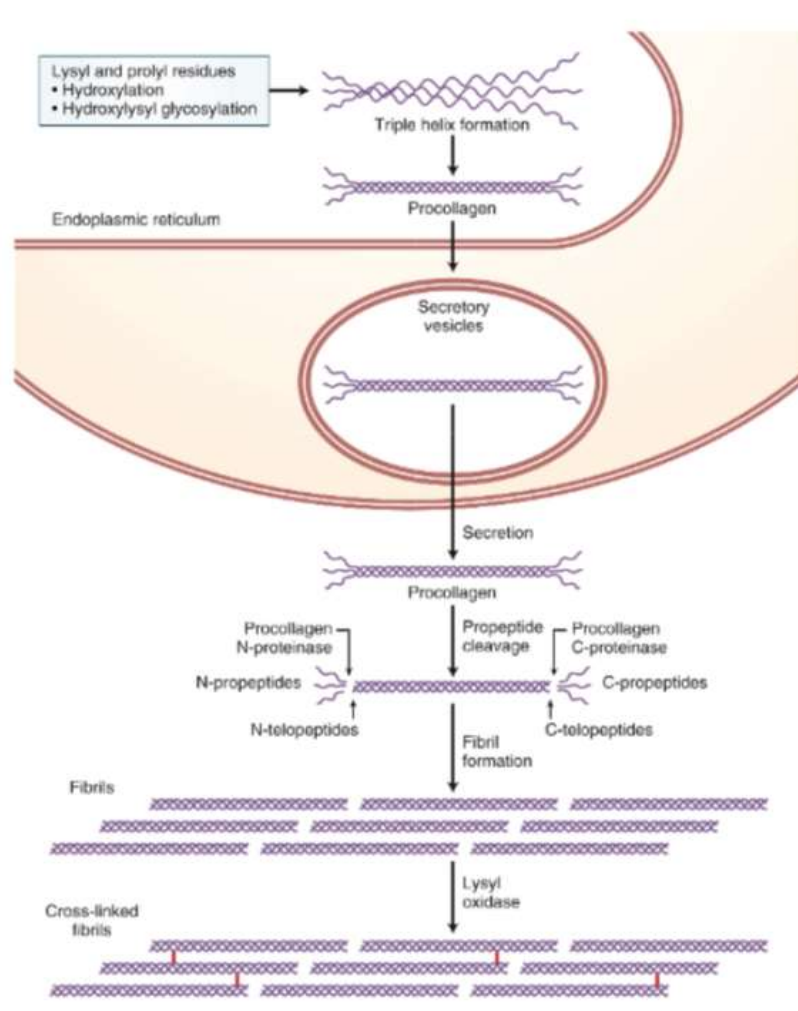 Lysyl and prolyl residues
• Hydroxylation
• Hydroxylysyl glycosylation
Triple helix formation
Procollagen
Endoplasmic reticulum
Secretory
vesicles
Secretion
Procollagen
Procollagen
N-proteinase
Propeptide
cleavage
Procollagen
C-proteinase
N-propeptides
C-propeptides
N-telopeptides
C-telopeptides
Fibril
formation
Fibrils
Lysyl
oxidase
Cross-linked
fibrils